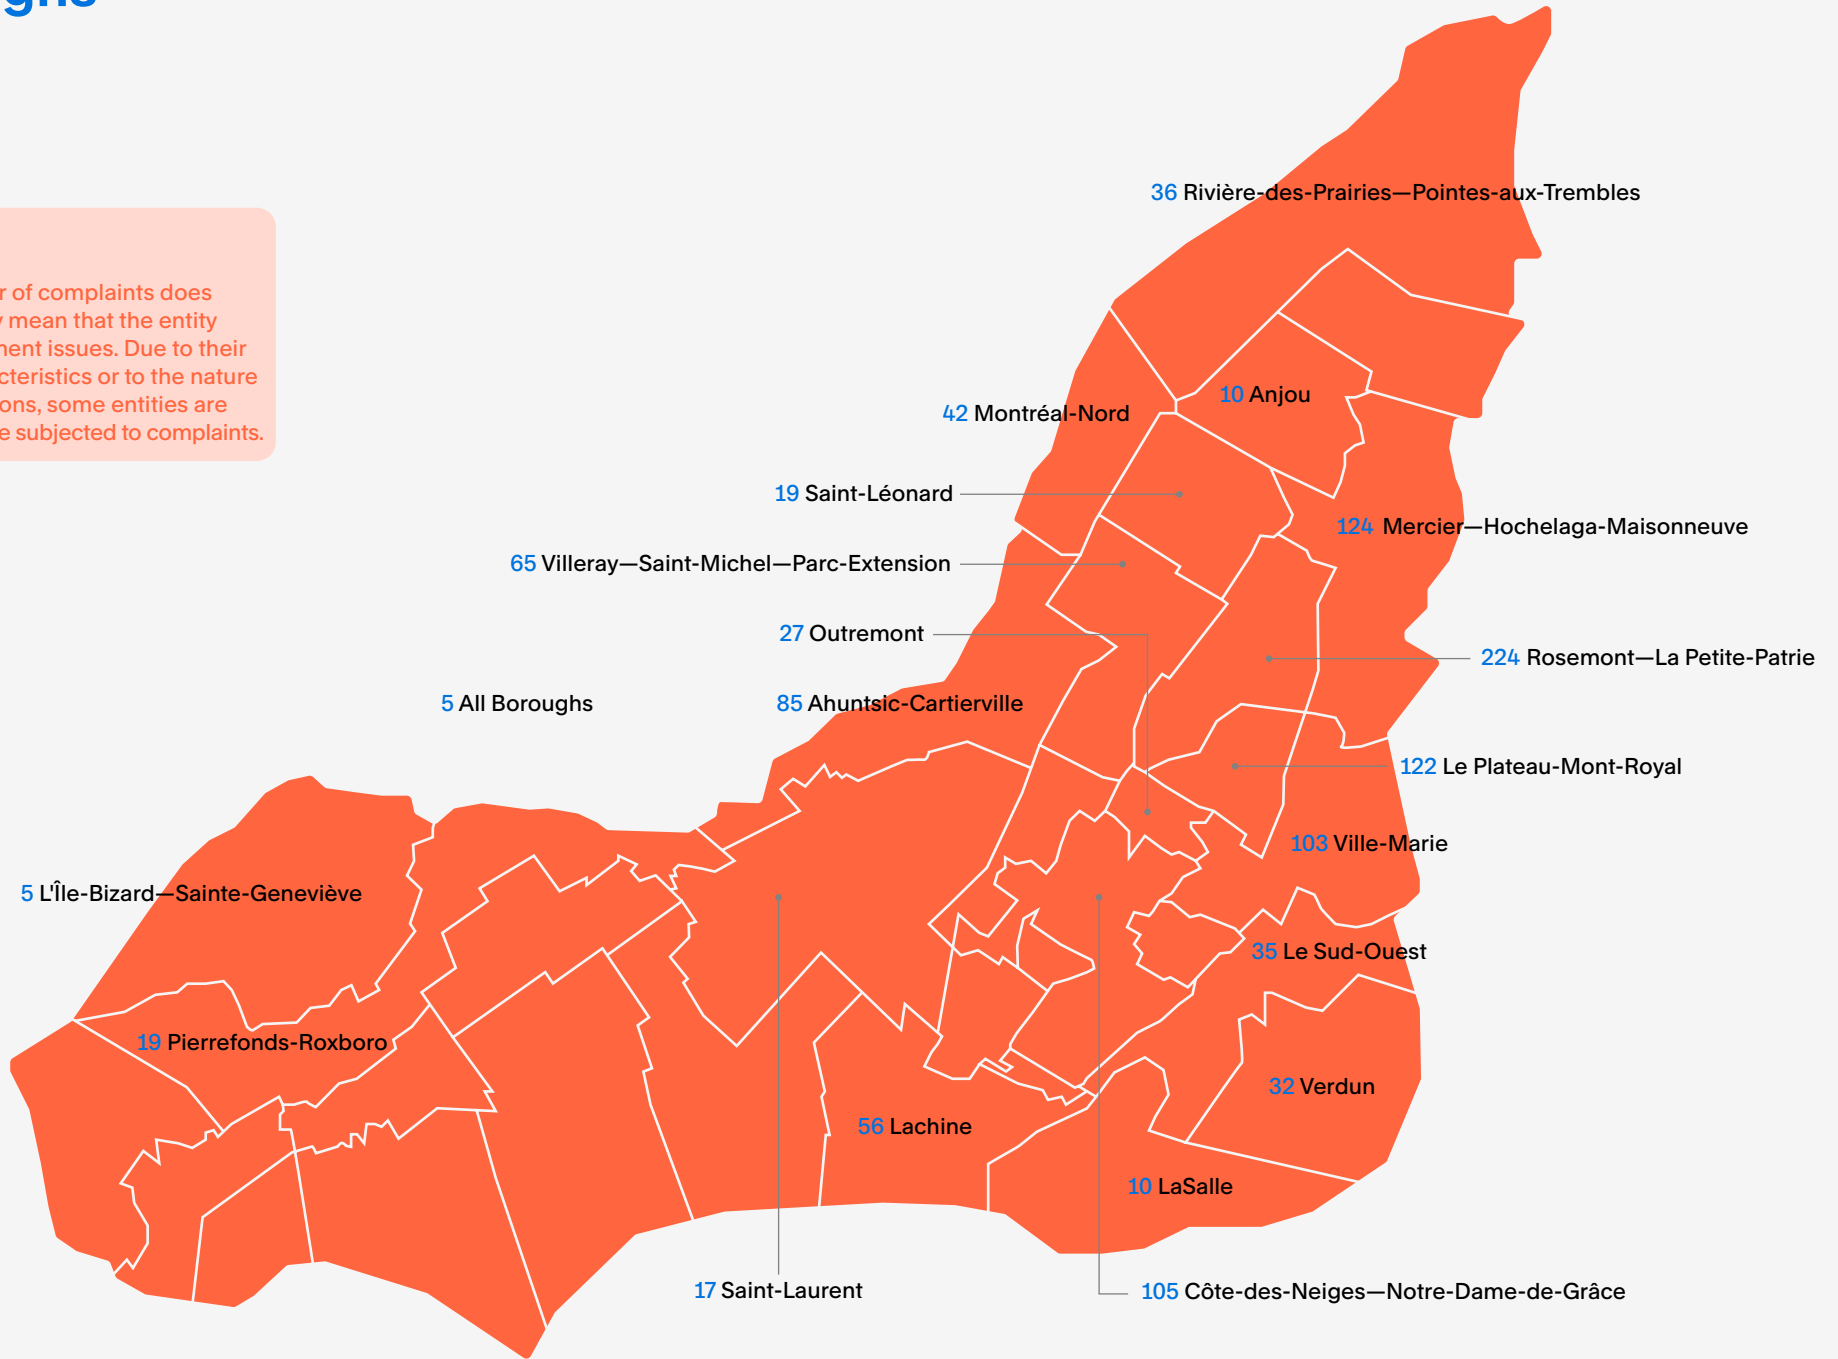 36 Rivière-des-Prairies—Pointes-aux-Trembles
r of complaints does
mean that the entity
issues. Due to their
or to the nature
some entities are
subjected to complaints.
10 Anjou
42 Montréal-Nord
19 Saint-Léonard
124 Mercier—Hochelaga-Maisonneuve
65 Villeray—Saint-Michel—Parc-Extension
27 Outremont
224 Rosemont—La Petite-Patrie
5 All Boroughs
85 Ahuntsic-Cartierville
122 Le Plateau-Mont-Royal
103 Ville-Marie
5 L'Île-Bizard—Sainte-Geneviève
35 Le Sud-Ouest
19 Pierrefonds-Roxboro
32 Verdun
56 Lachine
10 LaSalle
17 Saint-Laurent
105 Côte-des-Neiges—Notre-Dame-de-Grâce